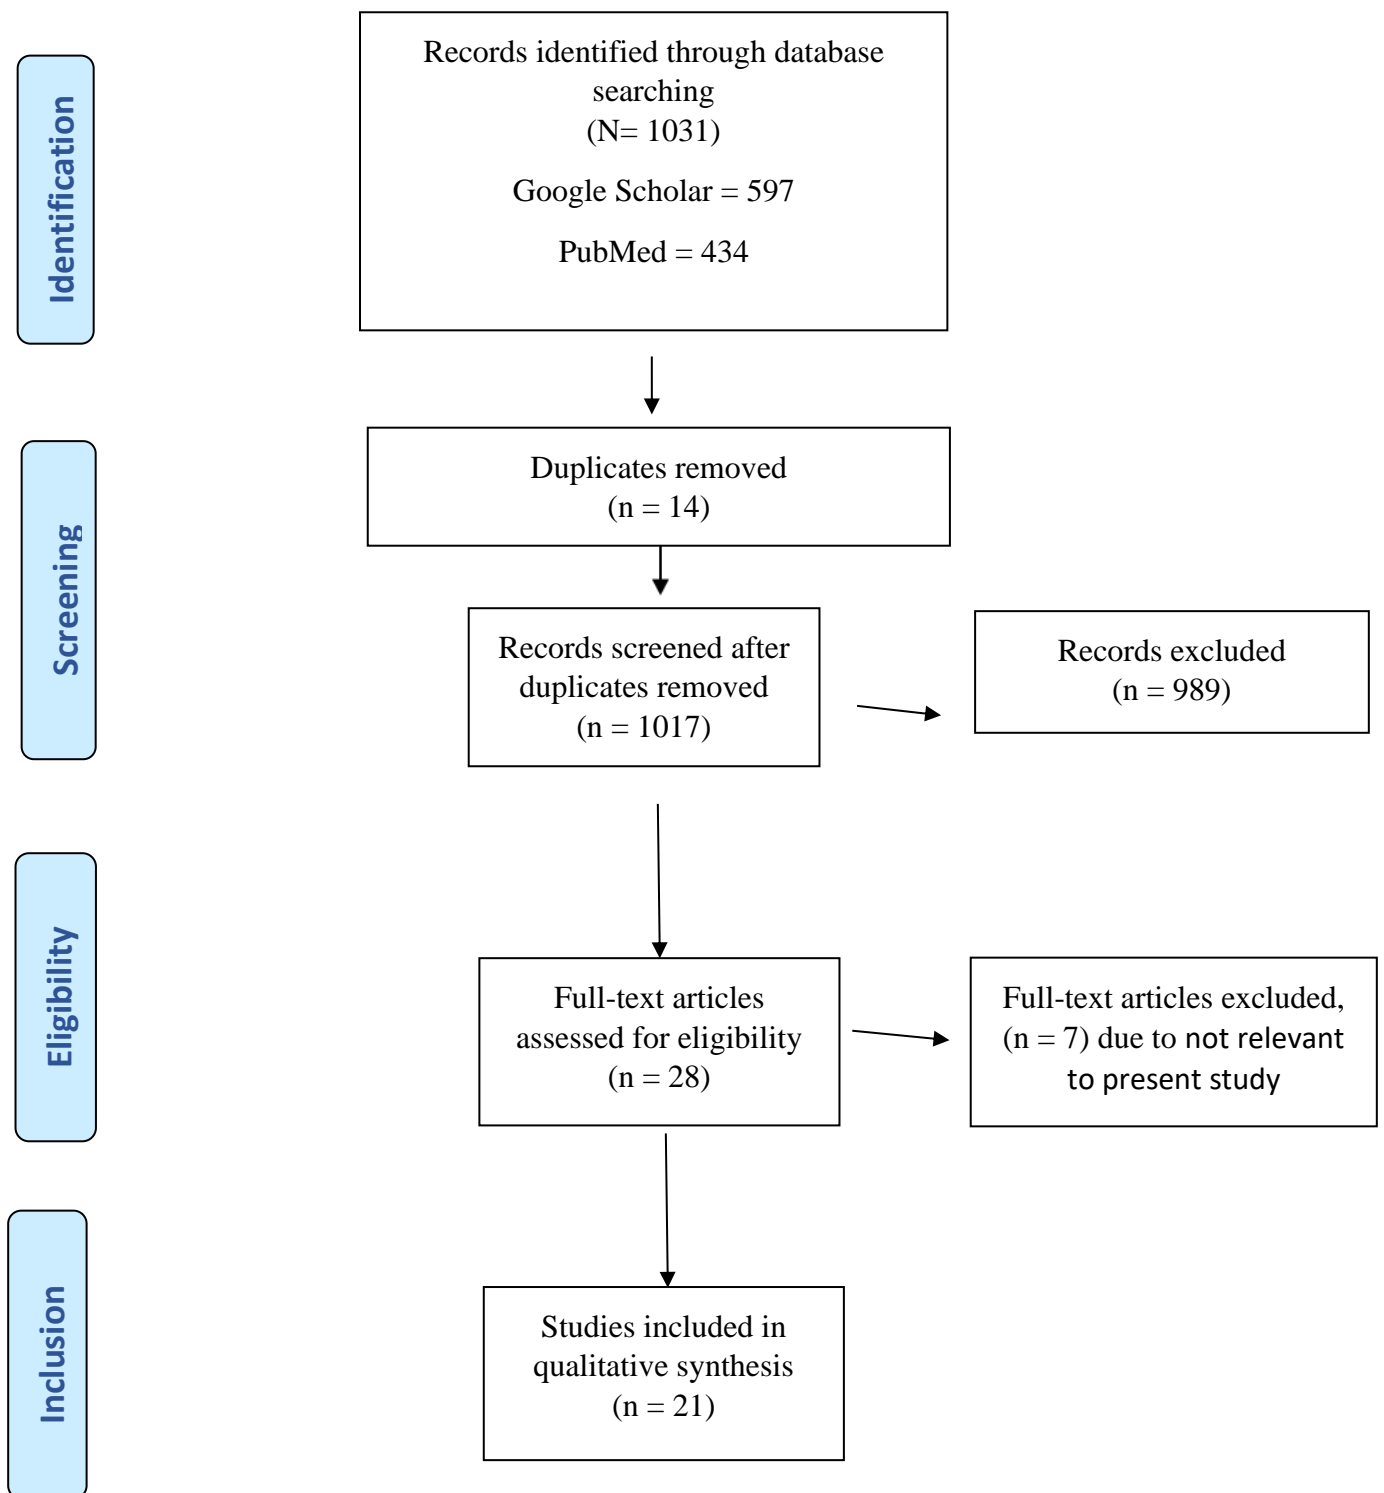 Identification
Records identified through database
searching
(N= 1031)
Google Scholar = 597
PubMed = 434
Screening
Duplicates removed
(n = 14)
Records screened after
duplicates removed
(n = 1017)
Records excluded
(n = 989)
Eligibility
Full-text articles
assessed for eligibility
(n = 28)
Full-text articles excluded,
(n = 7) due to not relevant
to present study
Inclusion
Studies included in
qualitative synthesis
(n = 21)